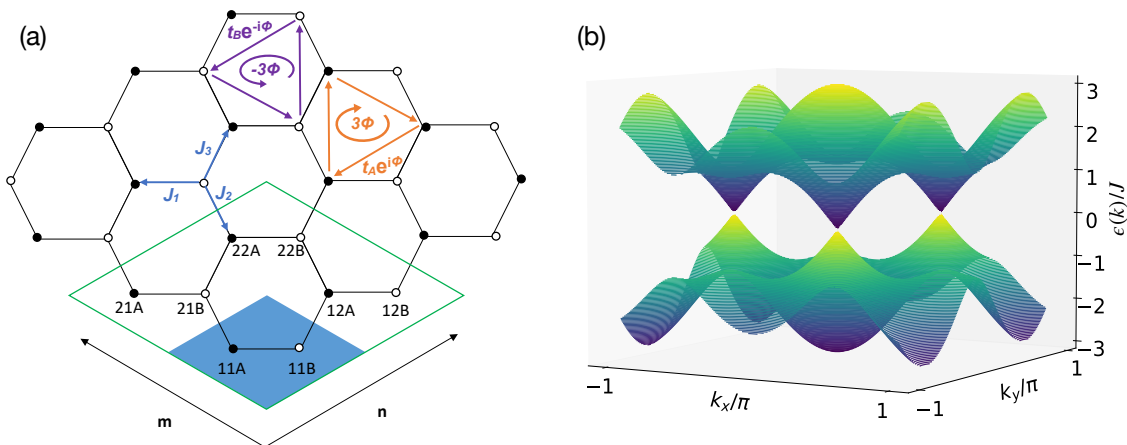 (a)
t_B e^{-iΦ}
-3Φ
3Φ
t_A e^{iΦ}
J_3
J_1
J_2
22A 22B
21A 21B 12A 12B
11A 11B
m n
(b)
3
2
1
0
-1
-2
-3
ϵ(k)/J
-1 1
k_x/π
-1 1
k_y/π